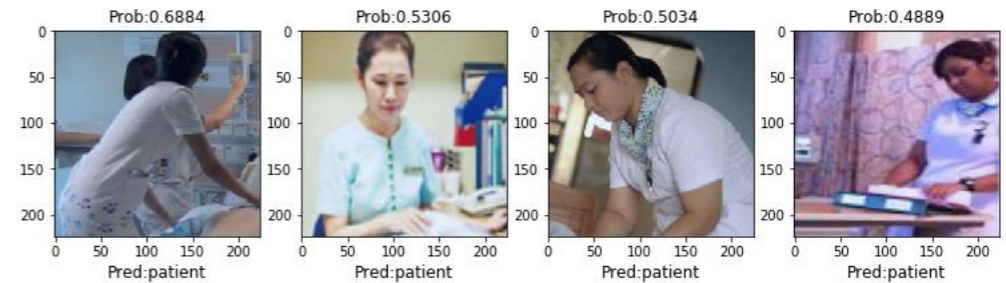 Prob:0.6884 Prob:0.5306 Prob:0.5034 Prob:0.4889
0 0 0 0
50 50 50 50
100 100 100 100
150 150 150 150
200 200 200 200
0 50 100 150 200 0 50 100 150 200 0 50 100 150 200 0 50 100 150 200
Pred:patient Pred:patient Pred:patient Pred:patient